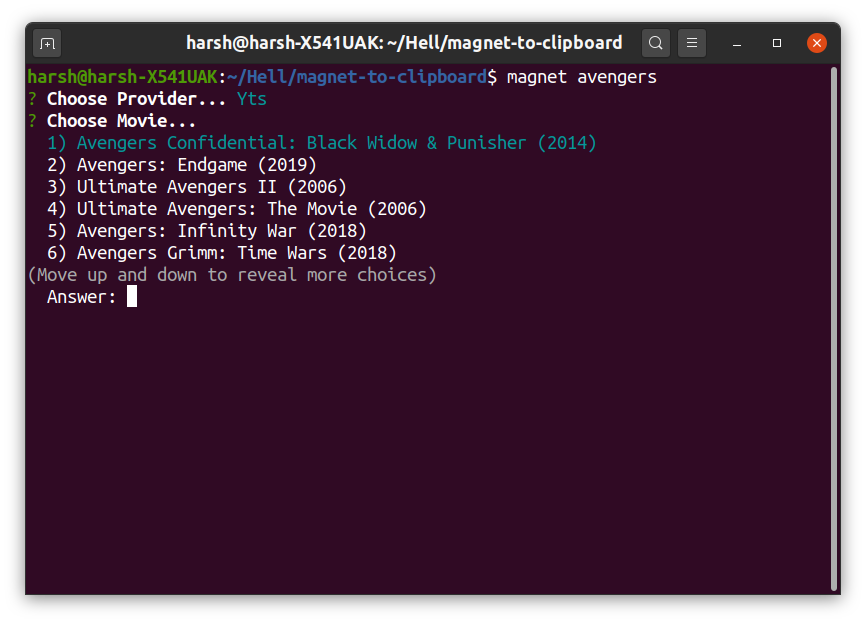 harsh@harsh-X541UAK: ~/Hell/magnet-to-clipboard
harsh@harsh-X541UAK:~/Hell/magnet-to-clipboard$ magnet avengers
? Choose Provider... Yts
? Choose Movie...
1) Avengers Confidential: Black Widow & Punisher (2014)
2) Avengers: Endgame (2019)
3) Ultimate Avengers II (2006)
4) Ultimate Avengers: The Movie (2006)
5) Avengers: Infinity War (2018)
6) Avengers Grimm: Time Wars (2018)
(Move up and down to reveal more choices)
Answer: